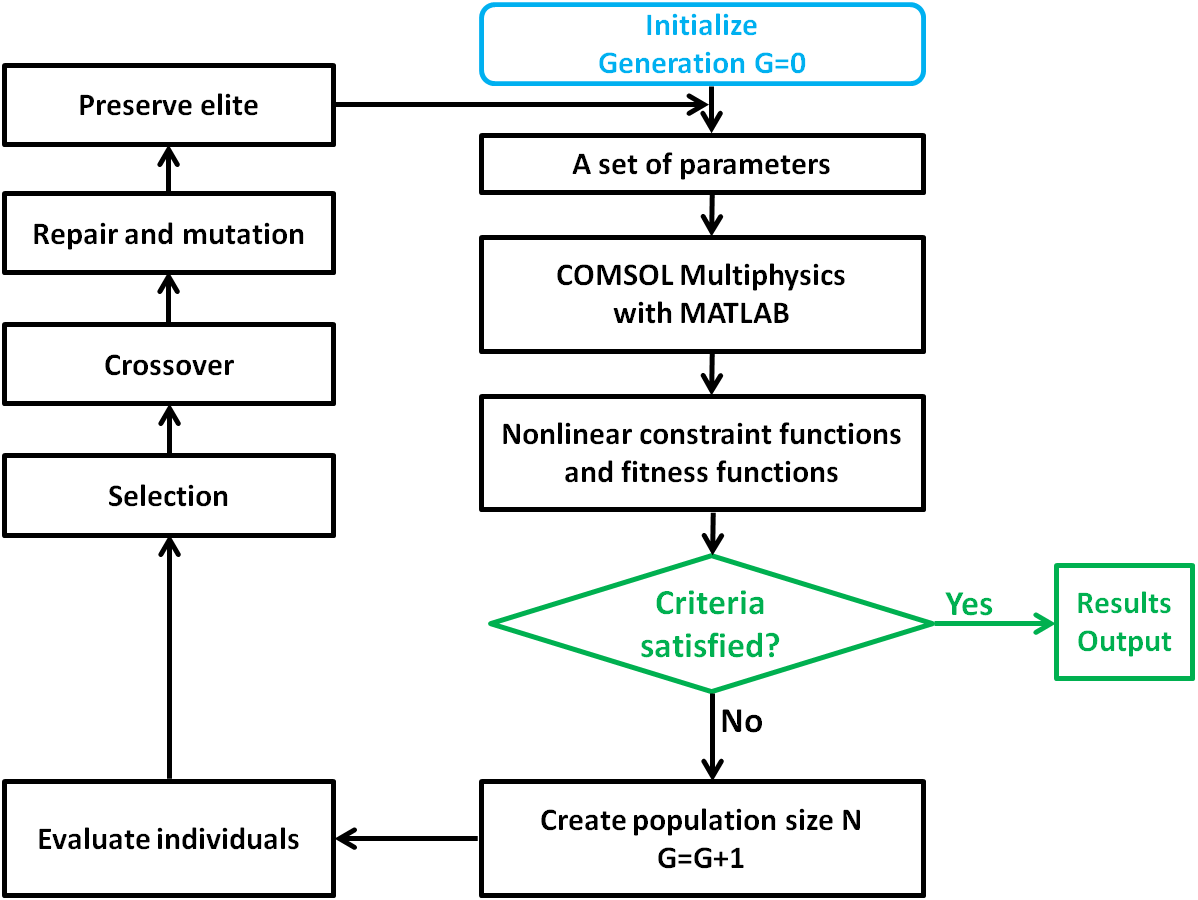 Initialize
Generation G=0
Preserve elite
A set of parameters
Repair and mutation
COMSOL Multiphysics
with MATLAB
Crossover
Nonlinear constraint functions
and fitness functions
Selection
Criteria
satisfied?
Yes
Results
Output
No
Create population size N
G=G+1
Evaluate individuals